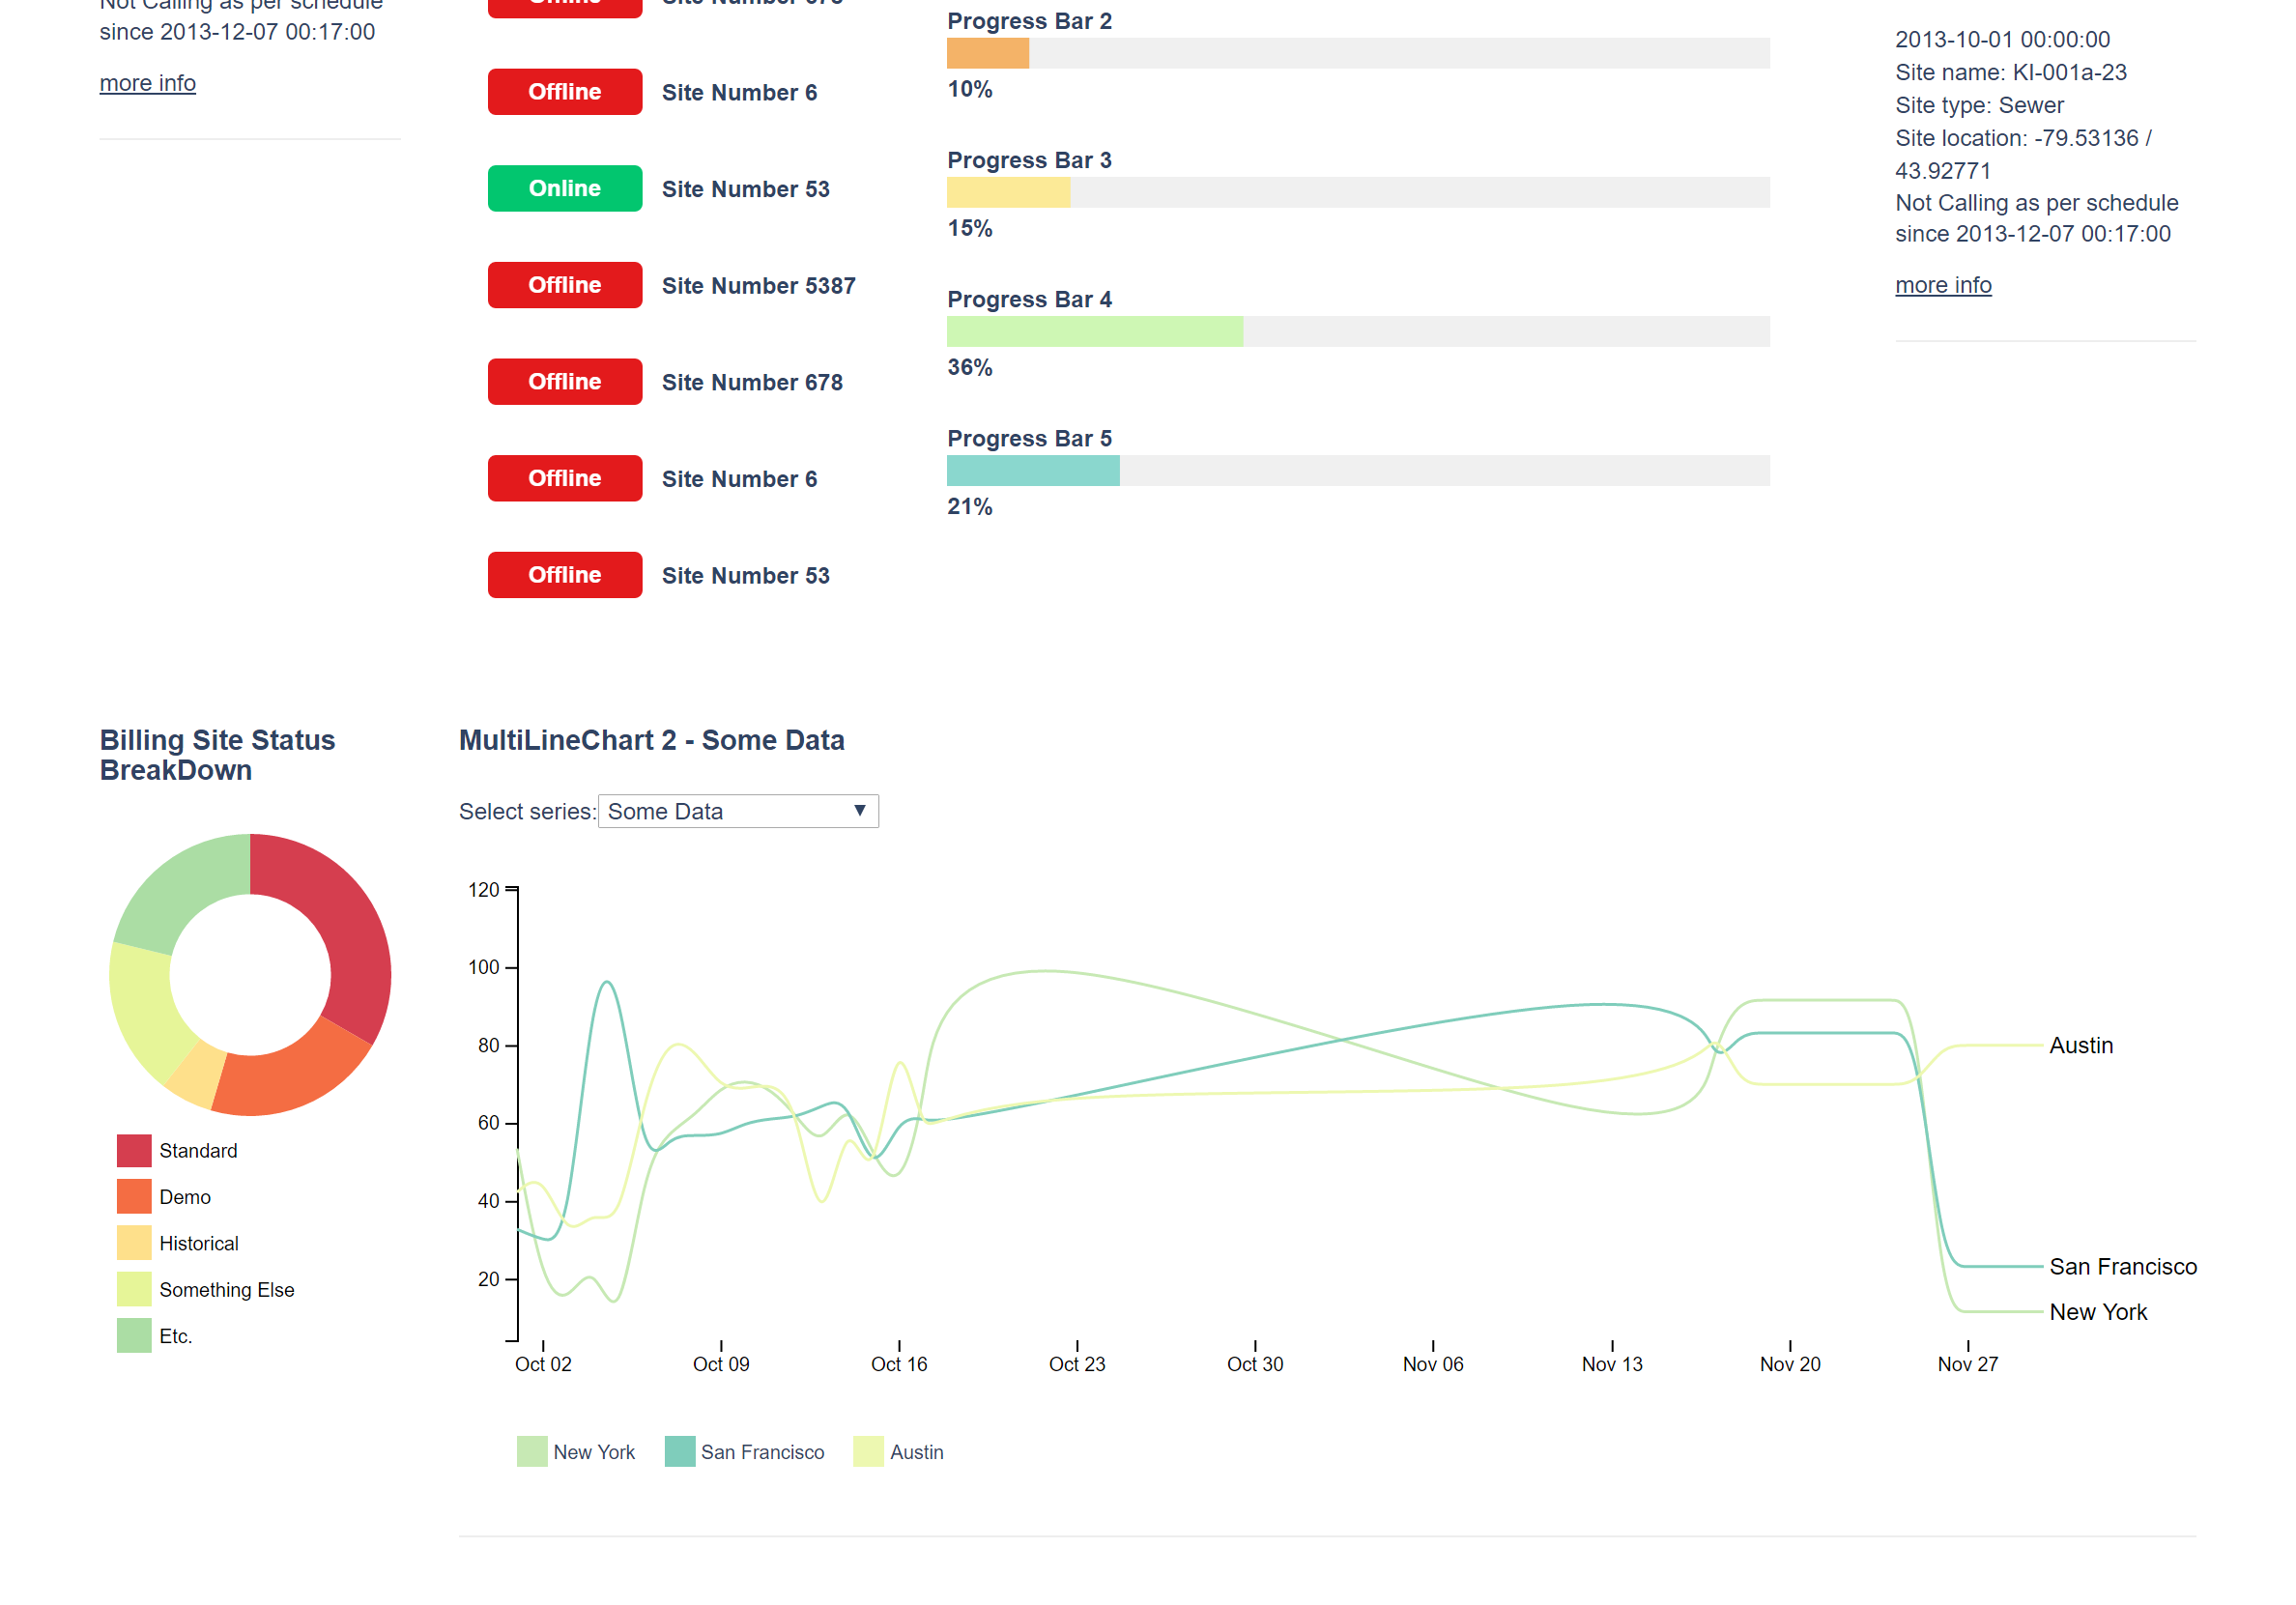 Not Calling as per schedule
since 2013-12-07 00:17:00
more info
Offline Site Number 678
Offline Site Number 6
Online Site Number 53
Offline Site Number 5387
Offline Site Number 678
Offline Site Number 6
Offline Site Number 53
Progress Bar 2
10%
Progress Bar 3
15%
Progress Bar 4
36%
Progress Bar 5
21%
2013-10-01 00:00:00
Site name: KI-001a-23
Site type: Sewer
Site location: -79.53136 /
43.92771
Not Calling as per schedule
since 2013-12-07 00:17:00
more info
Billing Site Status
BreakDown
Standard
Demo
Historical
Something Else
Etc.
MultiLineChart 2 - Some Data
Select series: Some Data ▼
120
100
80
60
40
20
Oct 02 Oct 09 Oct 16 Oct 23 Oct 30 Nov 06 Nov 13 Nov 20 Nov 27
Austin
San Francisco
New York
New York San Francisco Austin